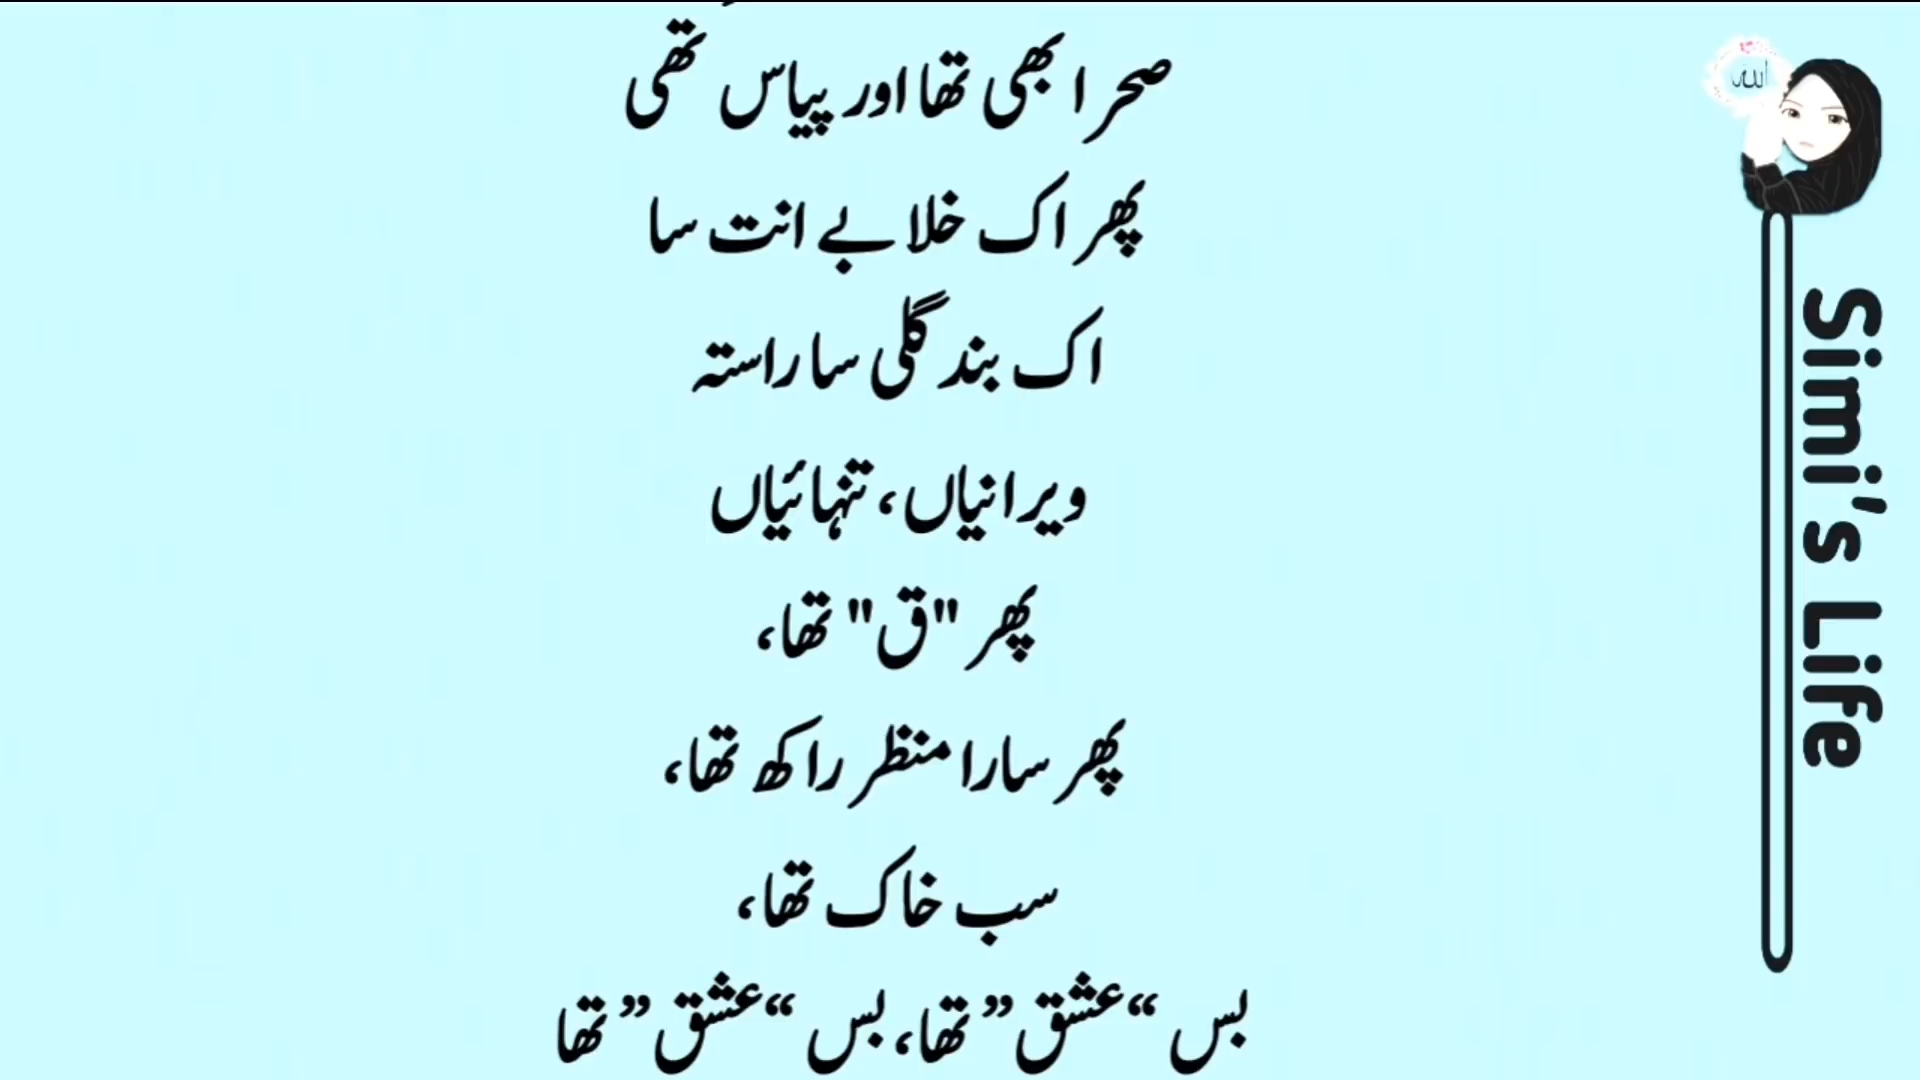 صحرا بھی تھا اور پیاس تھی
پھر اک خلا بے انت سا
اک بند گلی سا راستہ
ویرانیاں، تنہائیاں
پھر "ق" تھا،
پھر سارا منظر راکھ تھا،
سب خاک تھا،
بس “عشق” تھا، بس “عشق” تھا
الله
Simi's Life